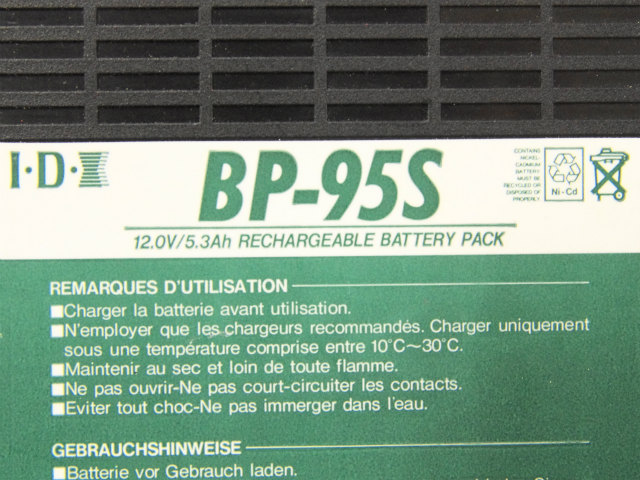 I·D·X
BP-95S
12.0V/5.3Ah RECHARGEABLE BATTERY PACK
CONTAINS
NICKEL-
CADMIUM
BATTERY
MUST BE
RECYCLED OR
DISPOSED OF
PROPERLY
Ni-Cd
REMARQUES D'UTILISATION
■Charger la batterie avant utilisation.
■N'employer que les chargeurs recommandés. Charger uniquement
sous une température comprise entre 10°C～30°C.
■Maintenir au sec et loin de toute flamme.
■Ne pas ouvrir-Ne pas court-circuiter les contacts.
■Eviter tout choc-Ne pas immerger dans l'eau.
GEBRAUCHSHINWEISE
■Batterie vor Gebrauch laden.